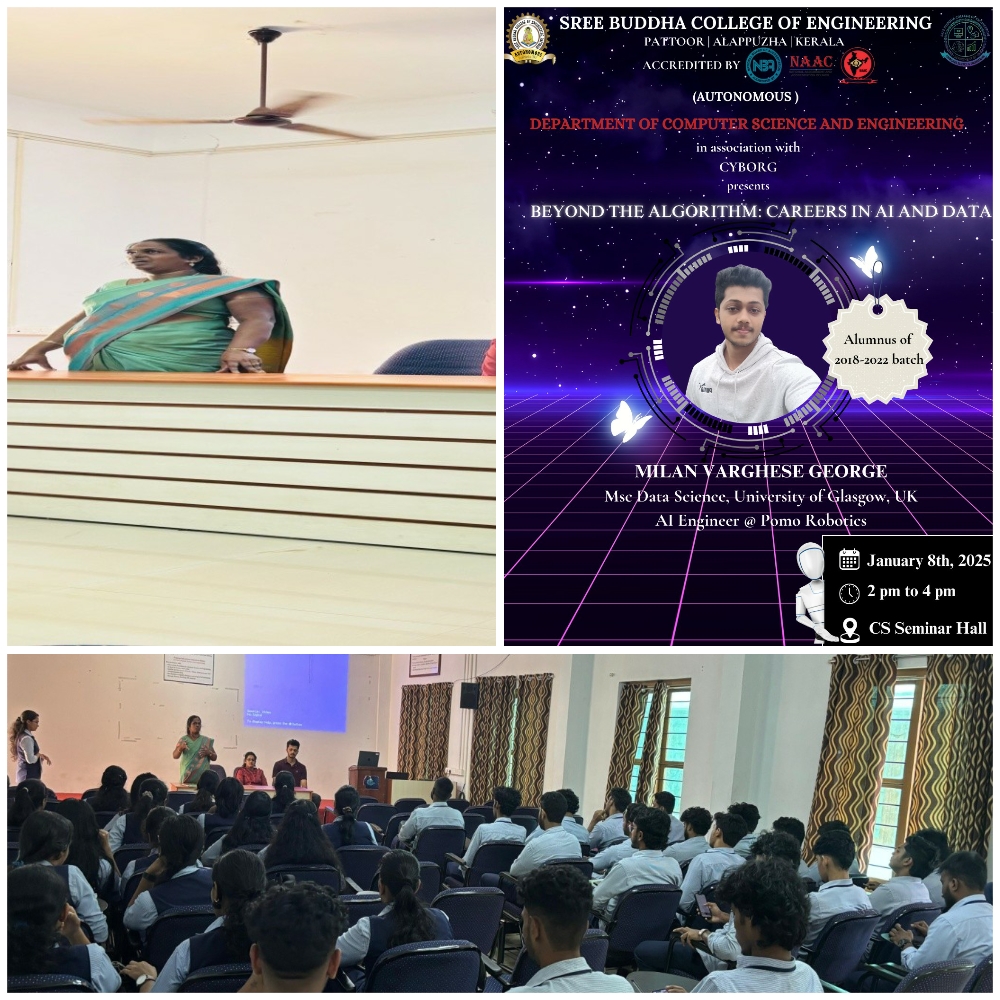 SREE BUDDHA COLLEGE OF ENGINEERING
PATTOOR | ALAPPUZHA | KERALA
ACCREDITED BY NBA NAAC
(AUTONOMOUS )
DEPARTMENT OF COMPUTER SCIENCE AND ENGINEERING
in association with
CYBORG
presents
BEYOND THE ALGORITHM: CAREERS IN AI AND DATA
Alumnus of
2018-2022 batch
MILAN VARGHESE GEORGE
Msc Data Science, University of Glasgow, UK
AI Engineer @ Pomo Robotics
January 8th, 2025
2 pm to 4 pm
CS Seminar Hall